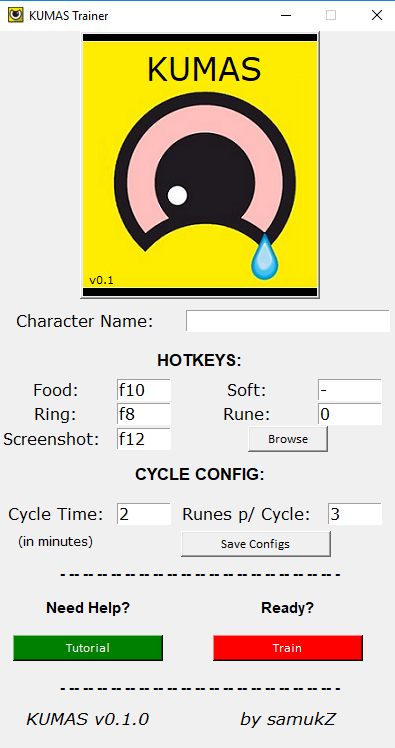 KUMAS Trainer
KUMAS
v0.1
Character Name:
HOTKEYS:
Food: f10 Soft: -
Ring: f8 Rune: 0
Screenshot: f12 Browse
CYCLE CONFIG:
Cycle Time: 2 Runes p/ Cycle: 3
(in minutes) Save Configs
Need Help? Ready?
Tutorial Train
KUMAS v0.1.0 by samukZ